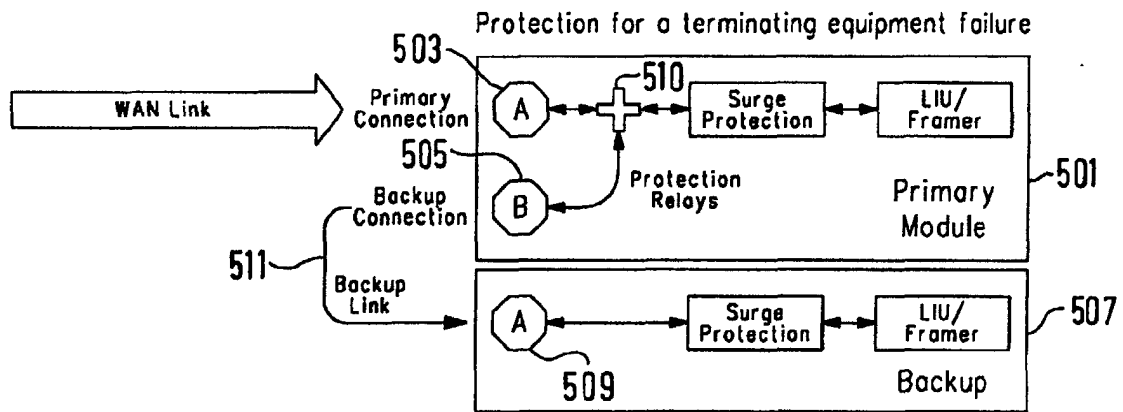 Protection for a terminating equipment failure
503
510
WAN Link
Primary
Connection
A
Surge
Protection
LIU/
Framer
505
501
Backup
Connection
B
Protection
Relays
Primary
Module
511
Backup
Link
A
Surge
Protection
LIU/
Framer
507
509
Backup